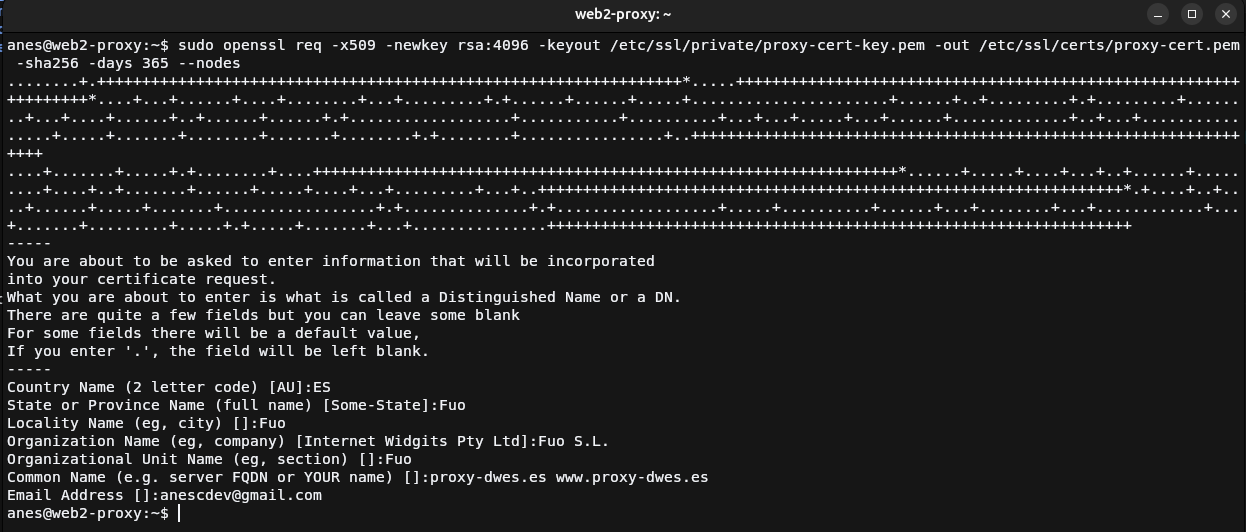 web2-proxy: ~
anes@web2-proxy:~$ sudo openssl req -x509 -newkey rsa:4096 -keyout /etc/ssl/private/proxy-cert-key.pem -out /etc/ssl/certs/proxy-cert.pem
-sha256 -days 365 --nodes
-----
You are about to be asked to enter information that will be incorporated
into your certificate request.
What you are about to enter is what is called a Distinguished Name or a DN.
There are quite a few fields but you can leave some blank
For some fields there will be a default value,
If you enter '.', the field will be left blank.
-----
Country Name (2 letter code) [AU]:ES
State or Province Name (full name) [Some-State]:Fuo
Locality Name (eg, city) []:Fuo
Organization Name (eg, company) [Internet Widgits Pty Ltd]:Fuo S.L.
Organizational Unit Name (eg, section) []:Fuo
Common Name (e.g. server FQDN or YOUR name) []:proxy-dwes.es www.proxy-dwes.es
Email Address []:anescdev@gmail.com
anes@web2-proxy:~$